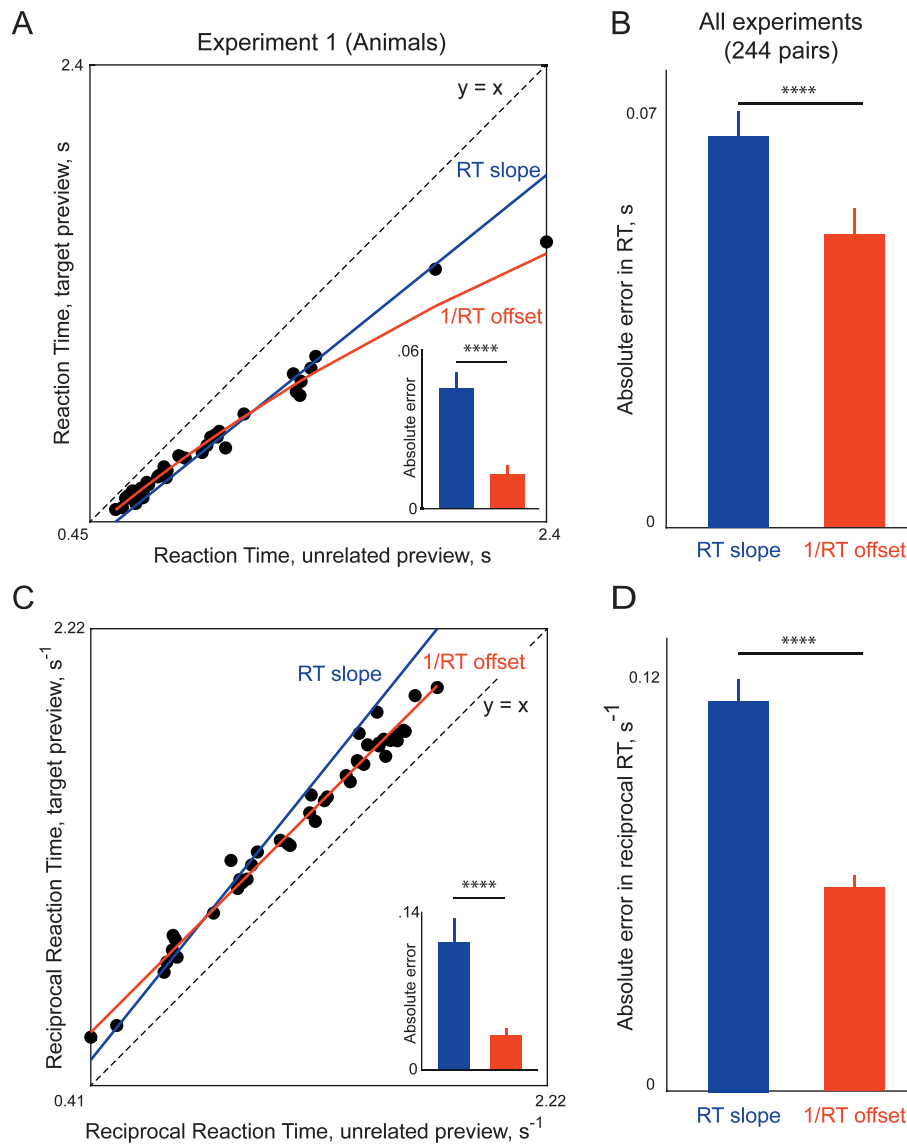 A
Experiment 1 (Animals)
2.4
y = x
RT slope
1/RT offset
.06
****
Absolute error
0
Reaction Time, target preview, s
0.45
2.4
Reaction Time, unrelated preview, s
B
All experiments
(244 pairs)
****
0.07
Absolute error in RT, s
0
RT slope
1/RT offset
C
2.22
RT slope
1/RT offset
y = x
.14
****
Absolute error
0
Reciprocal Reaction Time, target preview, s-1
0.41
2.22
Reciprocal Reaction Time, unrelated preview, s-1
D
****
0.12
Absolute error in reciprocal RT, s-1
0
RT slope
1/RT offset